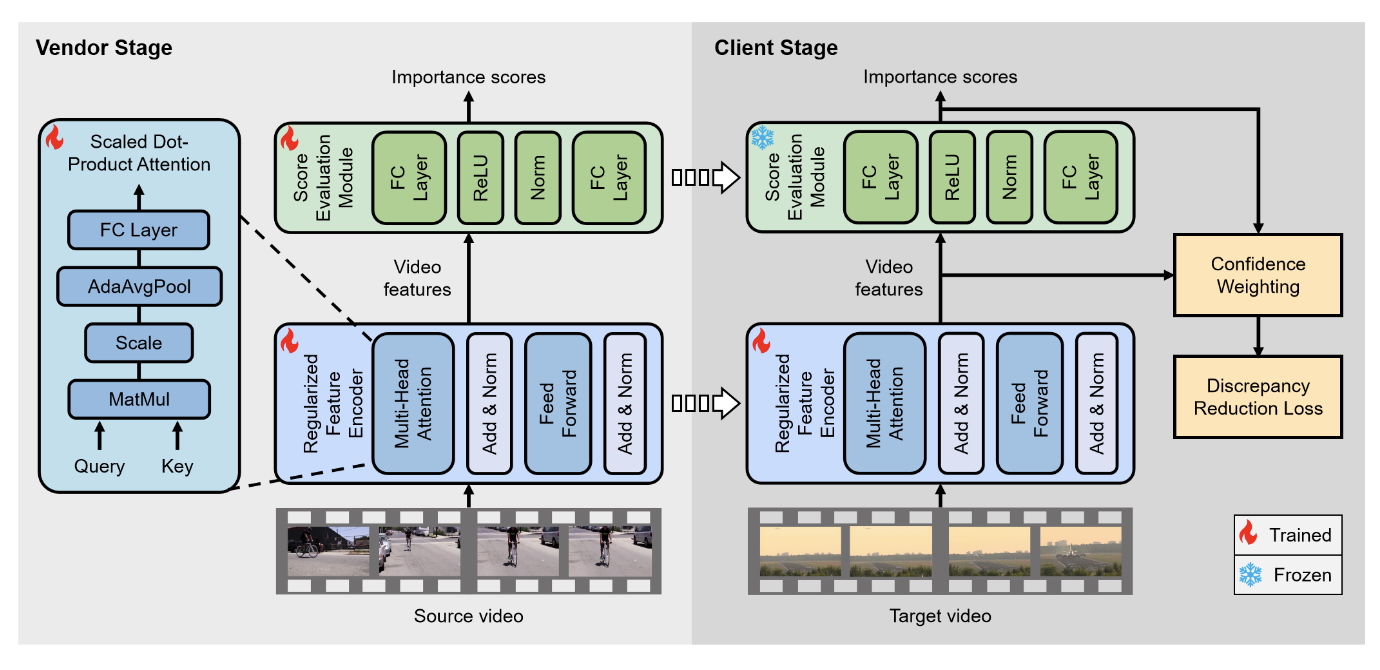 Vendor Stage
Scaled Dot-
Product Attention
FC Layer
AdaAvgPool
Scale
MatMul
Query
Key
Importance scores
Score
Evaluation
Module
FC
Layer
ReLU
Norm
FC
Layer
Video
features
Regularized
Feature
Encoder
Multi-Head
Attention
Add & Norm
Feed
Forward
Add & Norm
Source video
Client Stage
Importance scores
Score
Evaluation
Module
FC
Layer
ReLU
Norm
FC
Layer
Video
features
Regularized
Feature
Encoder
Multi-Head
Attention
Add & Norm
Feed
Forward
Add & Norm
Target video
Confidence
Weighting
Discrepancy
Reduction Loss
Trained
Frozen